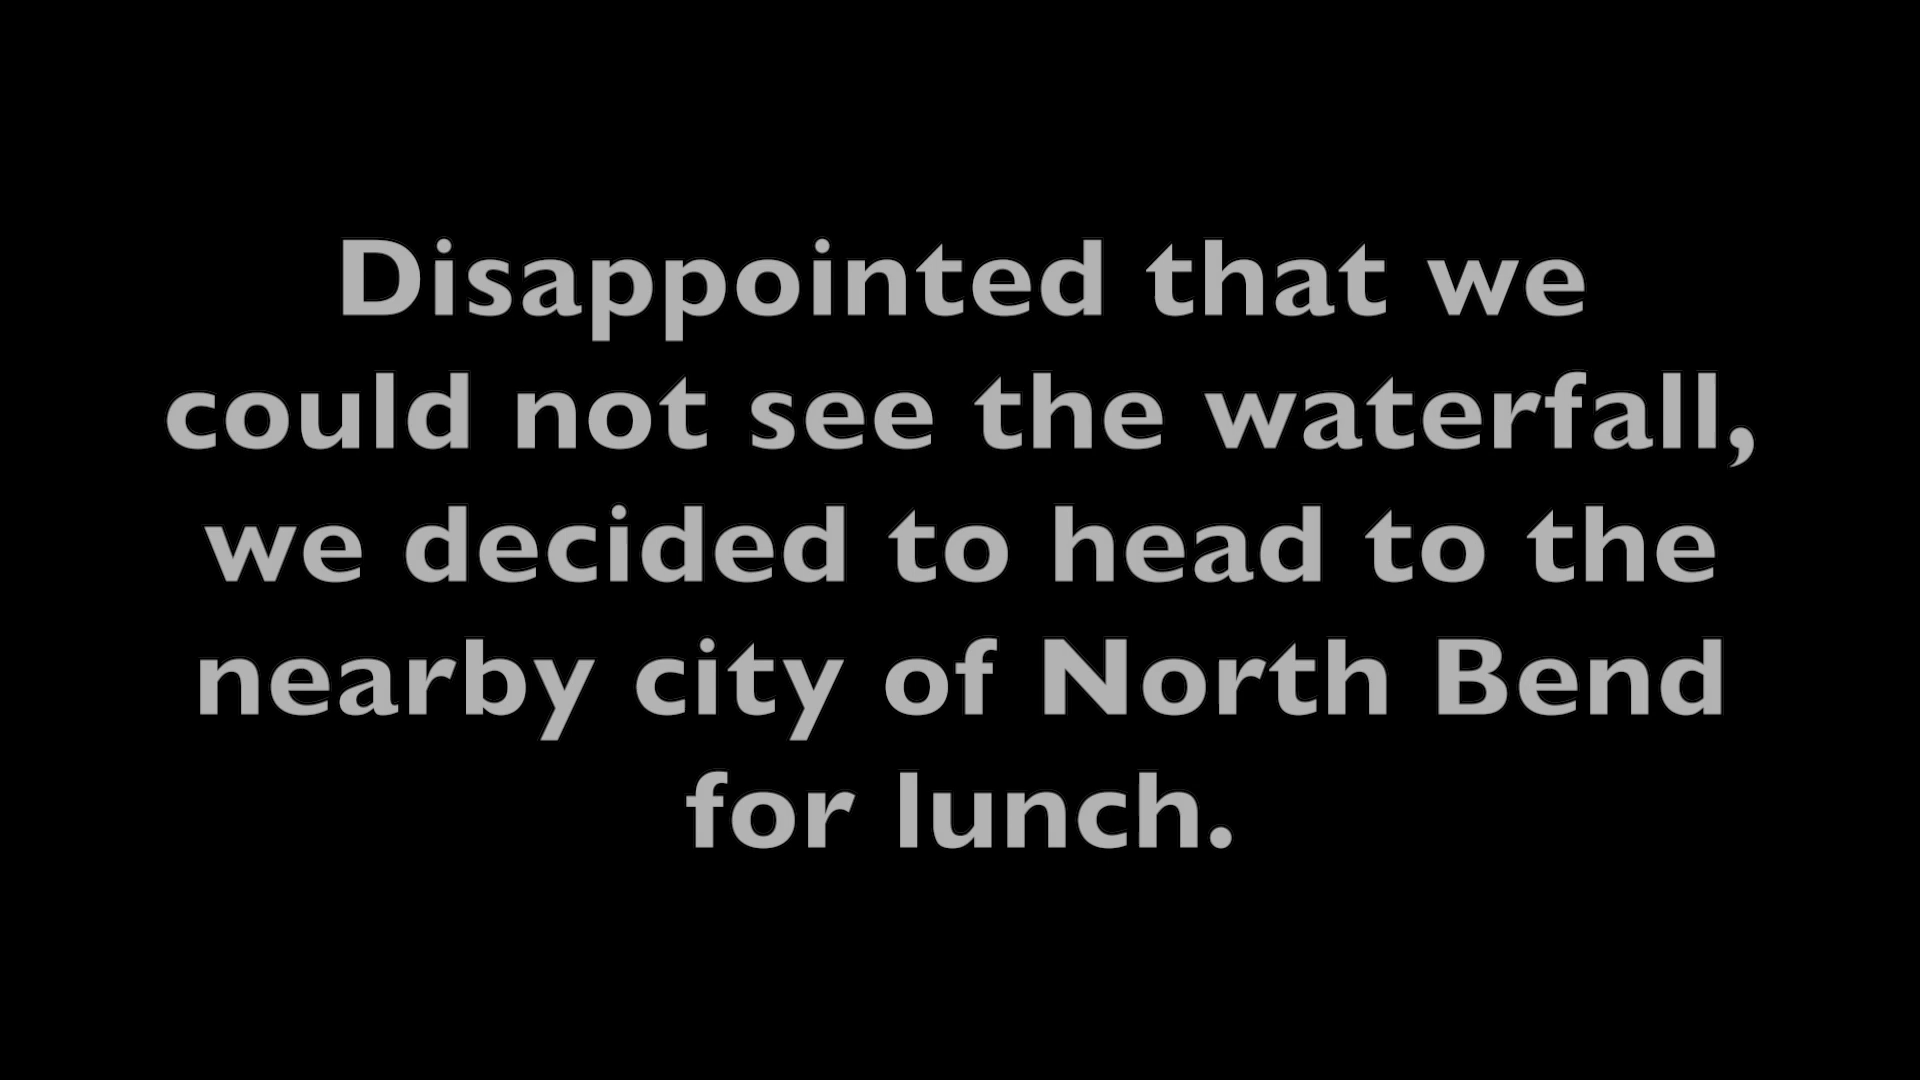 Disappointed that we
could not see the waterfall,
we decided to head to the
nearby city of North Bend
for lunch.